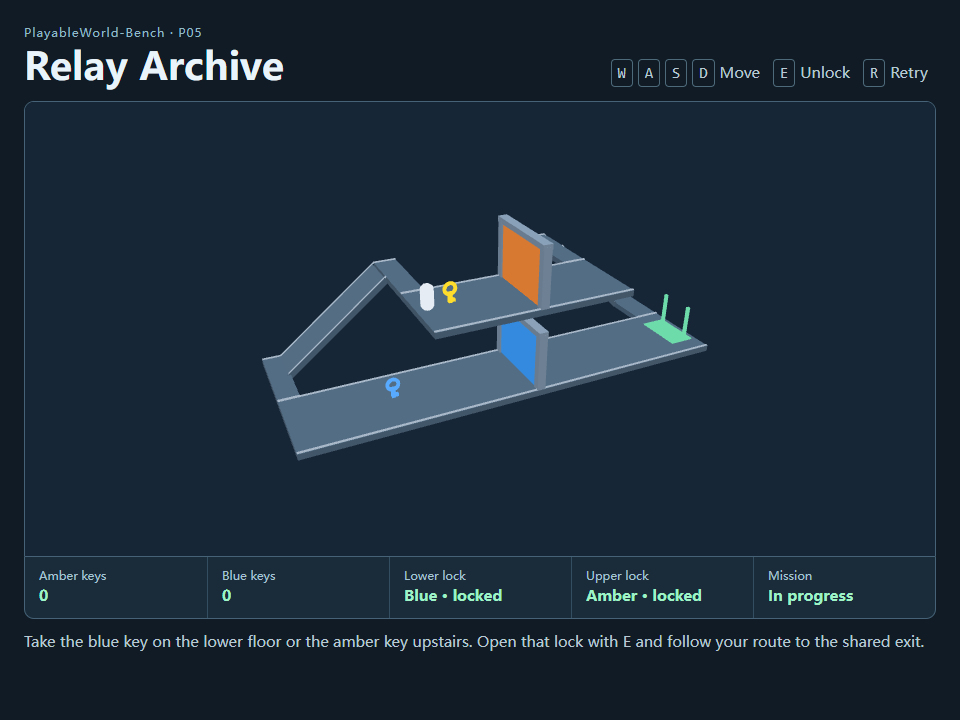 PlayableWorld-Bench · P05
Relay Archive
W A S D Move E Unlock R Retry
Amber keys Blue keys Lower lock Upper lock Mission
0 0 Blue • locked Amber • locked In progress
Take the blue key on the lower floor or the amber key upstairs. Open that lock with E and follow your route to the shared exit.